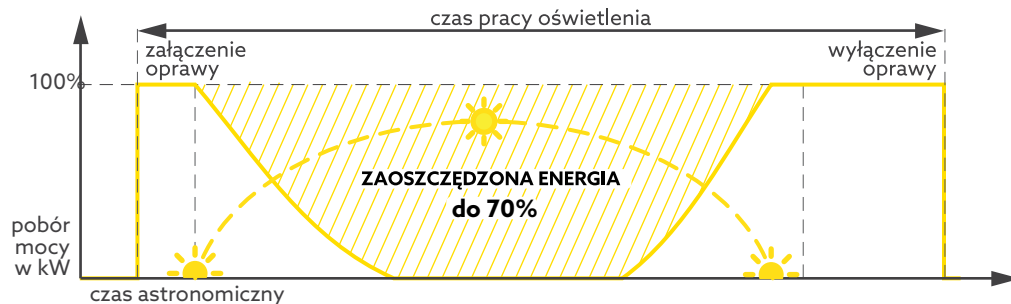 czas pracy oświetlenia
załączenie
oprawy
wyłączenie
oprawy
100%
ZAOSZCZĘDZONA ENERGIA
do 70%
pobór
mocy
w kW
czas astronomiczny